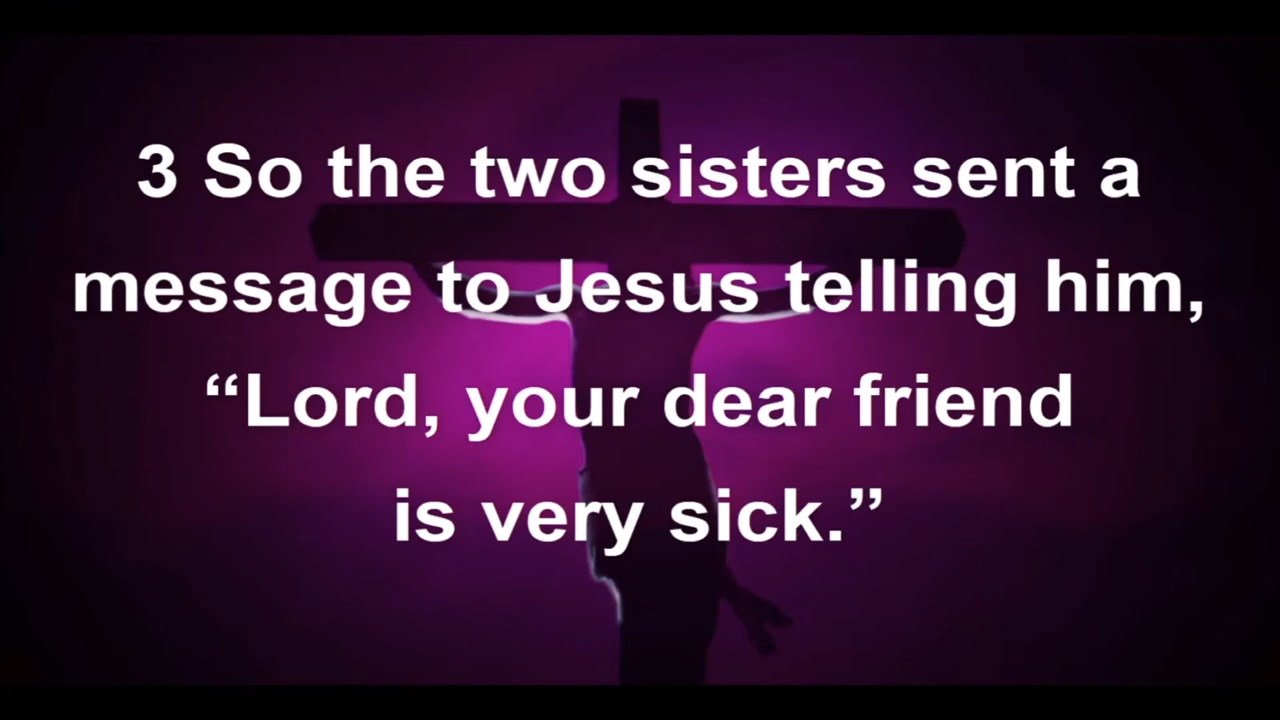 3 So the two sisters sent a
message to Jesus telling him,
“Lord, your dear friend
is very sick.”